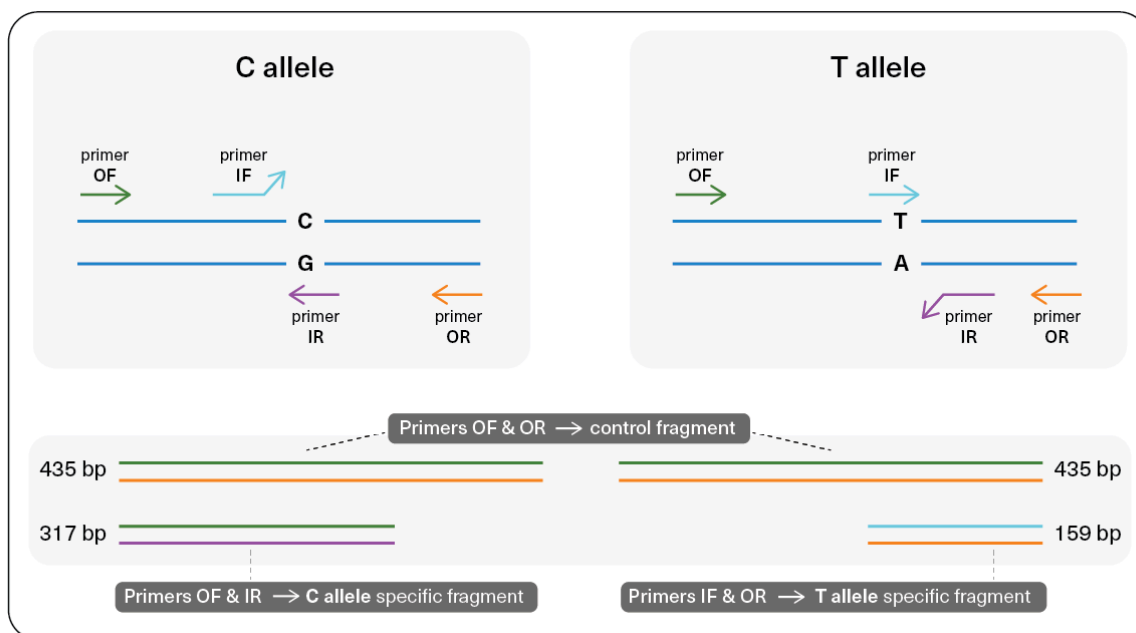 C allele
primer
OF
primer
IF
C
G
primer
IR
primer
OR
T allele
primer
OF
primer
IF
T
A
primer
IR
primer
OR
Primers OF & OR → control fragment
435 bp
435 bp
317 bp
159 bp
Primers OF & IR → C allele specific fragment
Primers IF & OR → T allele specific fragment